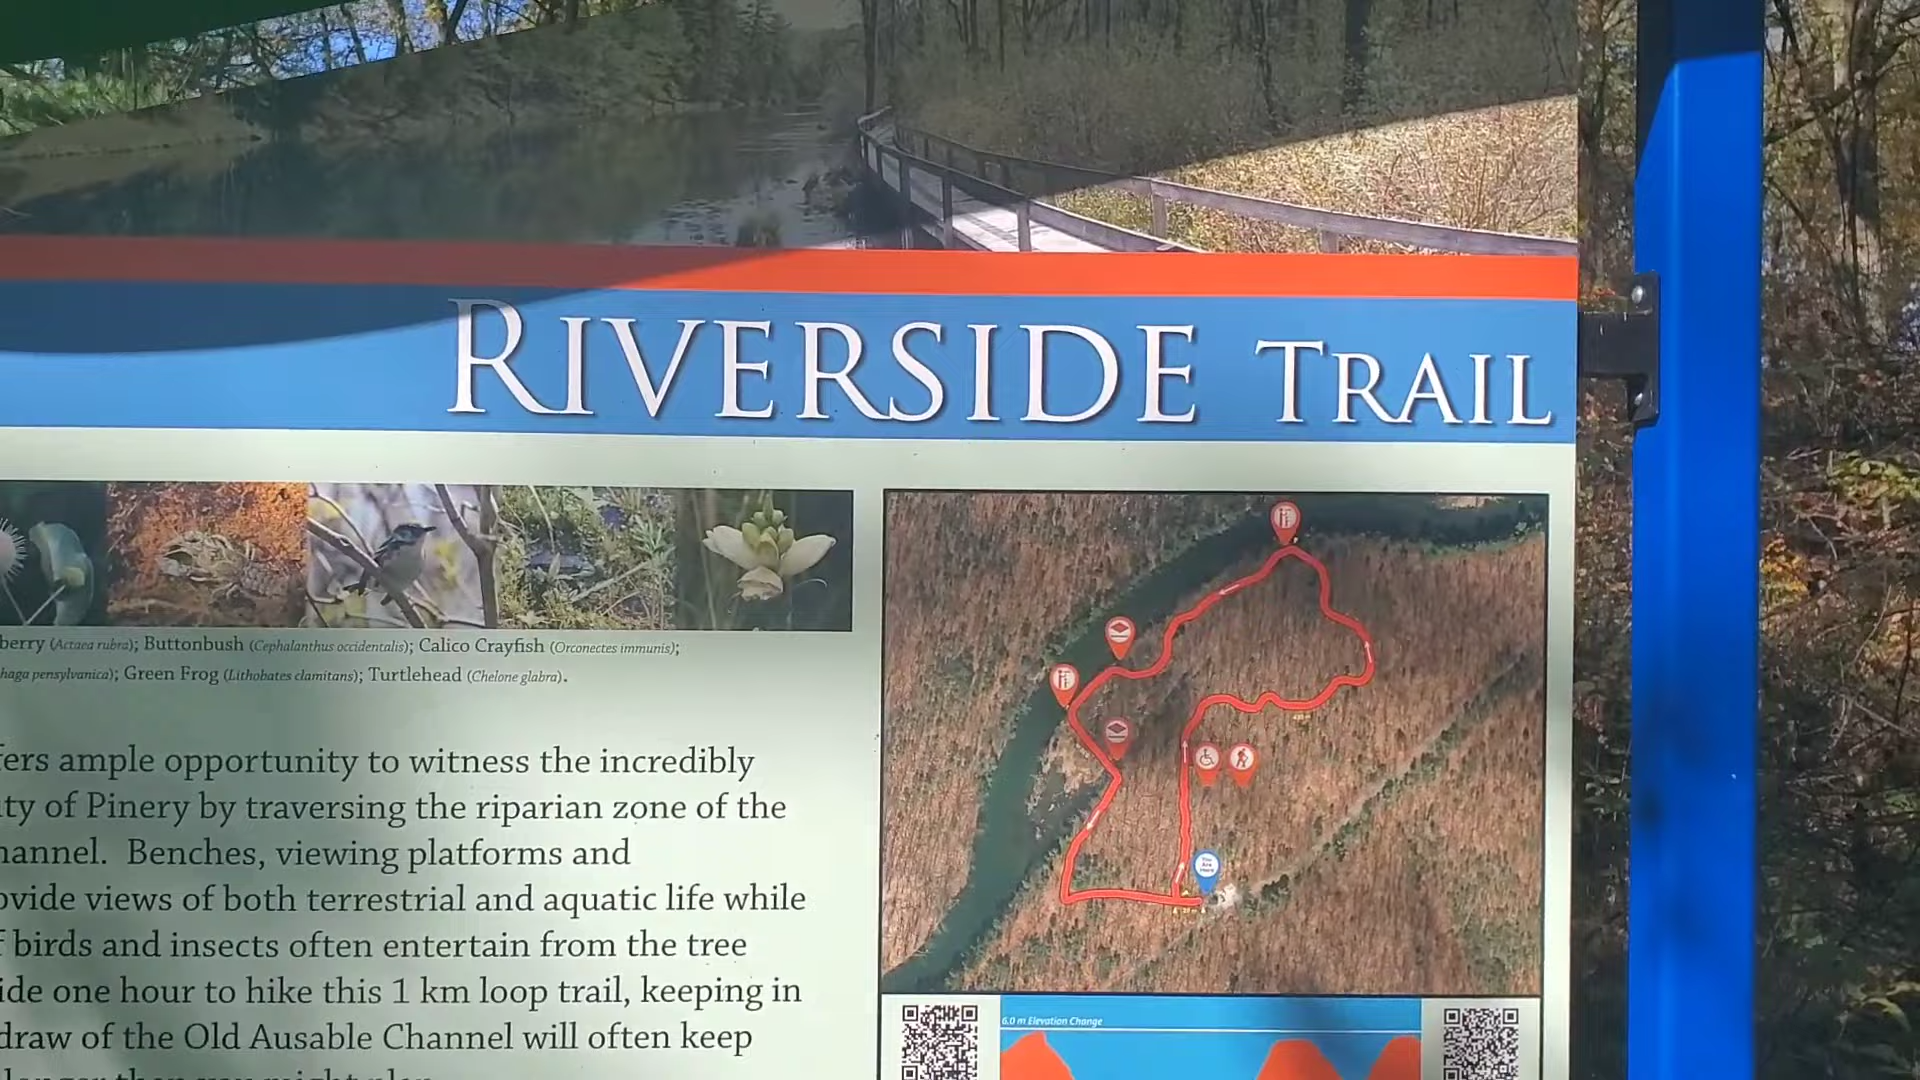 RIVERSIDE TRAIL
berry (Actaea rubra); Buttonbush (Cephalanthus occidentalis); Calico Crayfish (Orconectes immunis);
haga pensylvanica); Green Frog (Lithobates clamitans); Turtlehead (Chelone glabra).
fers ample opportunity to witness the incredibly
ity of Pinery by traversing the riparian zone of the
hannel. Benches, viewing platforms and
ovide views of both terrestrial and aquatic life while
f birds and insects often entertain from the tree
ide one hour to hike this 1 km loop trail, keeping in
draw of the Old Ausable Channel will often keep
You
Are
Here
6.0 m Elevation Change